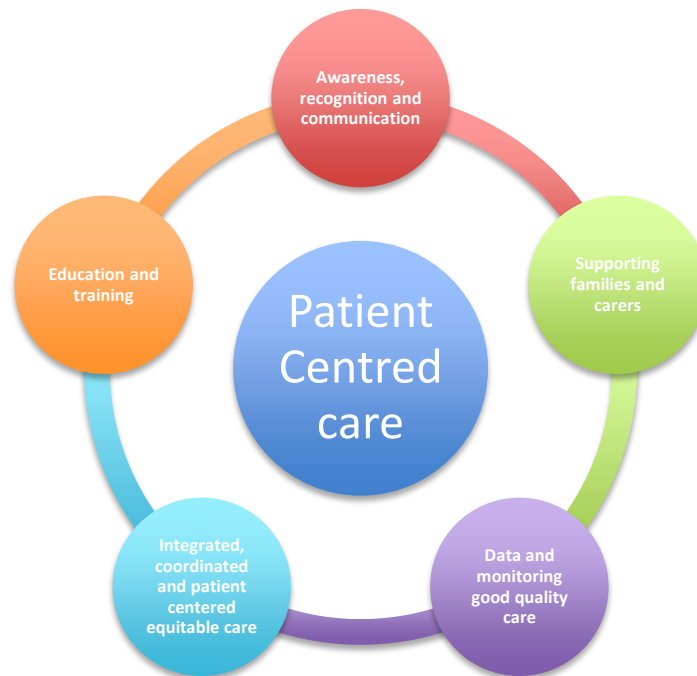 Awareness,
recognition and
communication
Supporting
families and
carers
Data and
monitoring
good quality
care
Integrated,
coordinated
and patient
centered
equitable care
Education and
training
Patient
Centred
care